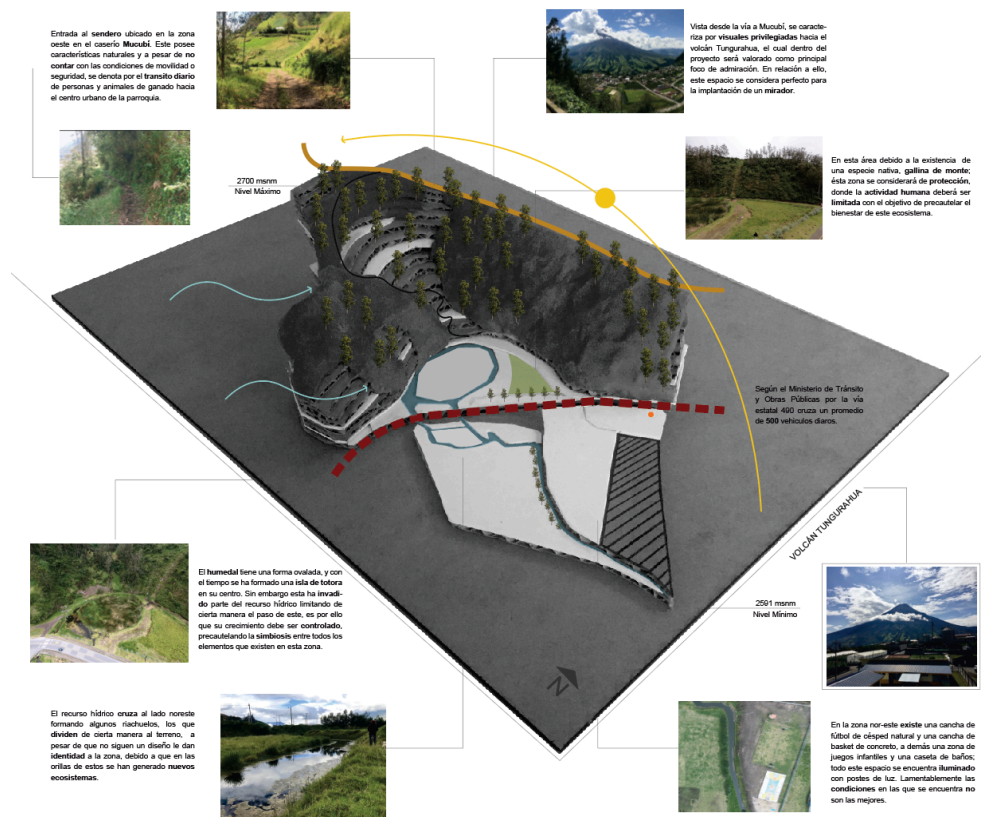 Entrada al sendero ubicado en la zona
oeste en el caserío Mucubí. Este posee
características naturales y a pesar de no
contar con las condiciones de movilidad o
seguridad, se denota por el transito diario
de personas y animales de ganado hacia
el centro urbano de la parroquia.
Vista desde la vía a Mucubí, se caracte-
riza por visuales privilegiadas hacia el
volcán Tungurahua, el cual dentro del
proyecto será valorado como principal
foco de admiración. En relación a ello,
este espacio se considera perfecto para
la implantación de un mirador.
En esta área debido a la existencia de
una especie nativa, gallina de monte;
ésta zona se considerará de protección,
donde la actividad humana deberá ser
limitada con el objetivo de precautelar el
bienestar de este ecosistema.
2700 msnm
Nivel Máximo
Según el Ministerio de Tránsito
y Obras Públicas por la vía
estatal 490 cruza un promedio
de 500 vehiculos diaros.
VOLCÁN TUNGURAHUA
El humedal tiene una forma ovalada, y con
el tiempo se ha formado una isla de totora
en su centro. Sin embargo esta ha invadi-
do parte del recurso hídrico limitando de
cierta manera el paso de este, es por ello
que su crecimiento debe ser controlado,
precautelando la simbiosis entre todos los
elementos que existen en esta zona.
2591 msnm
Nivel Mínimo
N
El recurso hídrico cruza al lado noreste
formando algunos riachuelos, los que
dividen de cierta manera al terreno, a
pesar de que no siguen un diseño le dan
identidad a la zona, debido a que en las
orillas de estos se han generado nuevos
ecosistemas.
En la zona nor-este existe una cancha de
fútbol de césped natural y una cancha de
basket de concreto, a demás una zona de
juegos infantiles y una caseta de baños;
todo este espacio se encuentra iluminado
con postes de luz. Lamentablemente las
condiciones en las que se encuentra no
son las mejores.